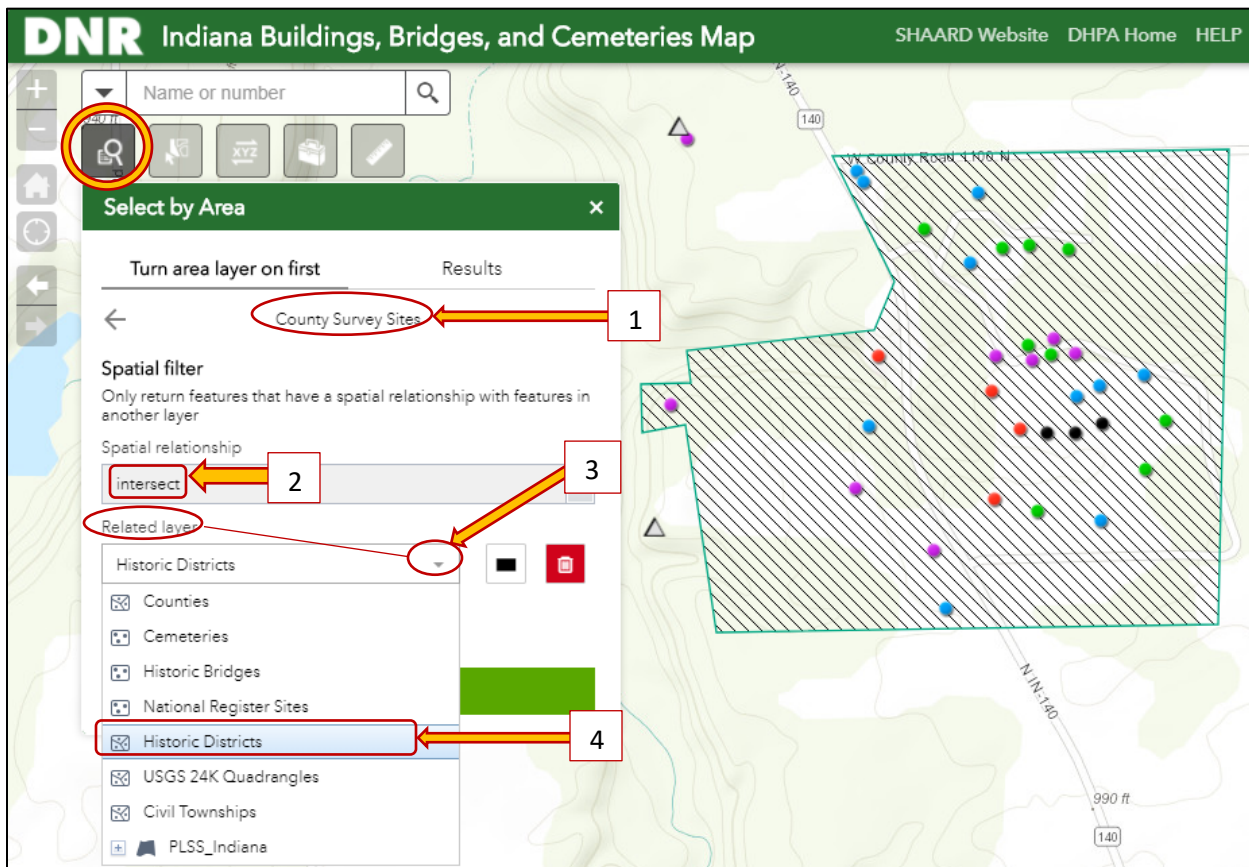 DNR Indiana Buildings, Bridges, and Cemeteries Map SHAARD Website DHPA Home HELP
Name or number
940 ft
XYZ
Select by Area ×
Turn area layer on first Results
County Survey Sites
1
Spatial filter
Only return features that have a spatial relationship with features in
another layer
Spatial relationship
intersect
2
3
Related layer
Historic Districts
Counties
Cemeteries
Historic Bridges
National Register Sites
Historic Districts
4
USGS 24K Quadrangles
Civil Townships
PLSS_Indiana
N-140
140
W County Road 1100 N
N IN-140
990 ft
140